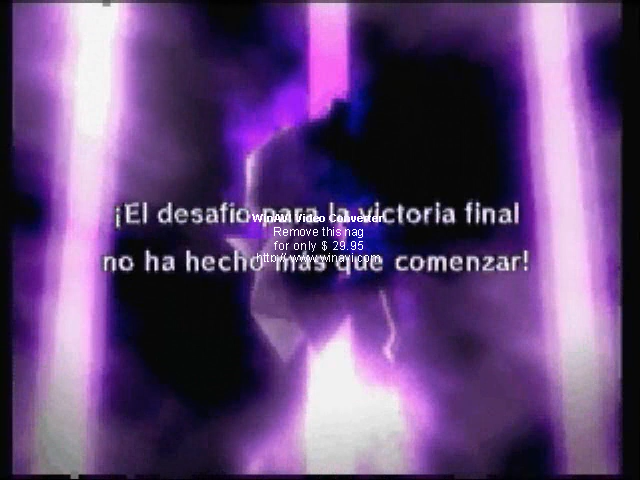 ¡El desafío para la victoria final
WinAVI Video Converter
Remove this nag
for only $ 29.95
no ha hecho más que comenzar!
http://www.winavi.com